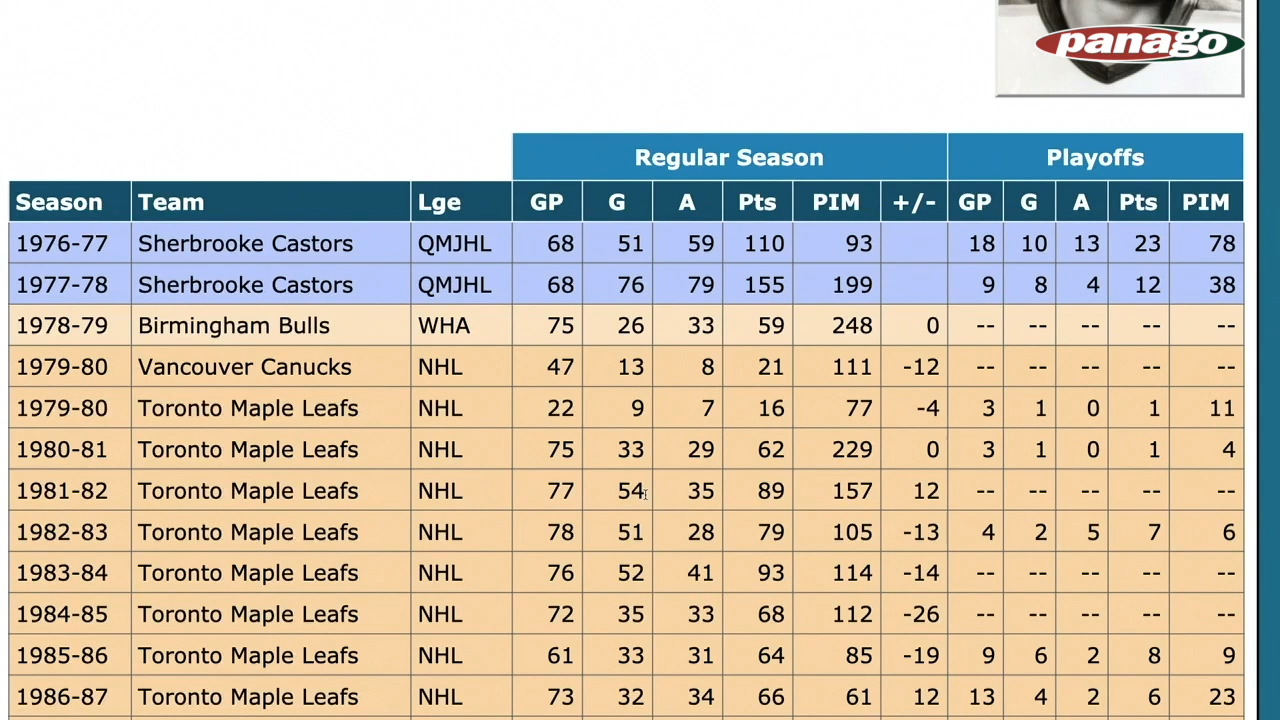 panago
Regular Season Playoffs
Season Team Lge GP G A Pts PIM +/- GP G A Pts PIM
1976-77 Sherbrooke Castors QMJHL 68 51 59 110 93 18 10 13 23 78
1977-78 Sherbrooke Castors QMJHL 68 76 79 155 199 9 8 4 12 38
1978-79 Birmingham Bulls WHA 75 26 33 59 248 0 -- -- -- -- --
1979-80 Vancouver Canucks NHL 47 13 8 21 111 -12 -- -- -- -- --
1979-80 Toronto Maple Leafs NHL 22 9 7 16 77 -4 3 1 0 1 11
1980-81 Toronto Maple Leafs NHL 75 33 29 62 229 0 3 1 0 1 4
1981-82 Toronto Maple Leafs NHL 77 54 35 89 157 12 -- -- -- -- --
1982-83 Toronto Maple Leafs NHL 78 51 28 79 105 -13 4 2 5 7 6
1983-84 Toronto Maple Leafs NHL 76 52 41 93 114 -14 -- -- -- -- --
1984-85 Toronto Maple Leafs NHL 72 35 33 68 112 -26 -- -- -- -- --
1985-86 Toronto Maple Leafs NHL 61 33 31 64 85 -19 9 6 2 8 9
1986-87 Toronto Maple Leafs NHL 73 32 34 66 61 12 13 4 2 6 23